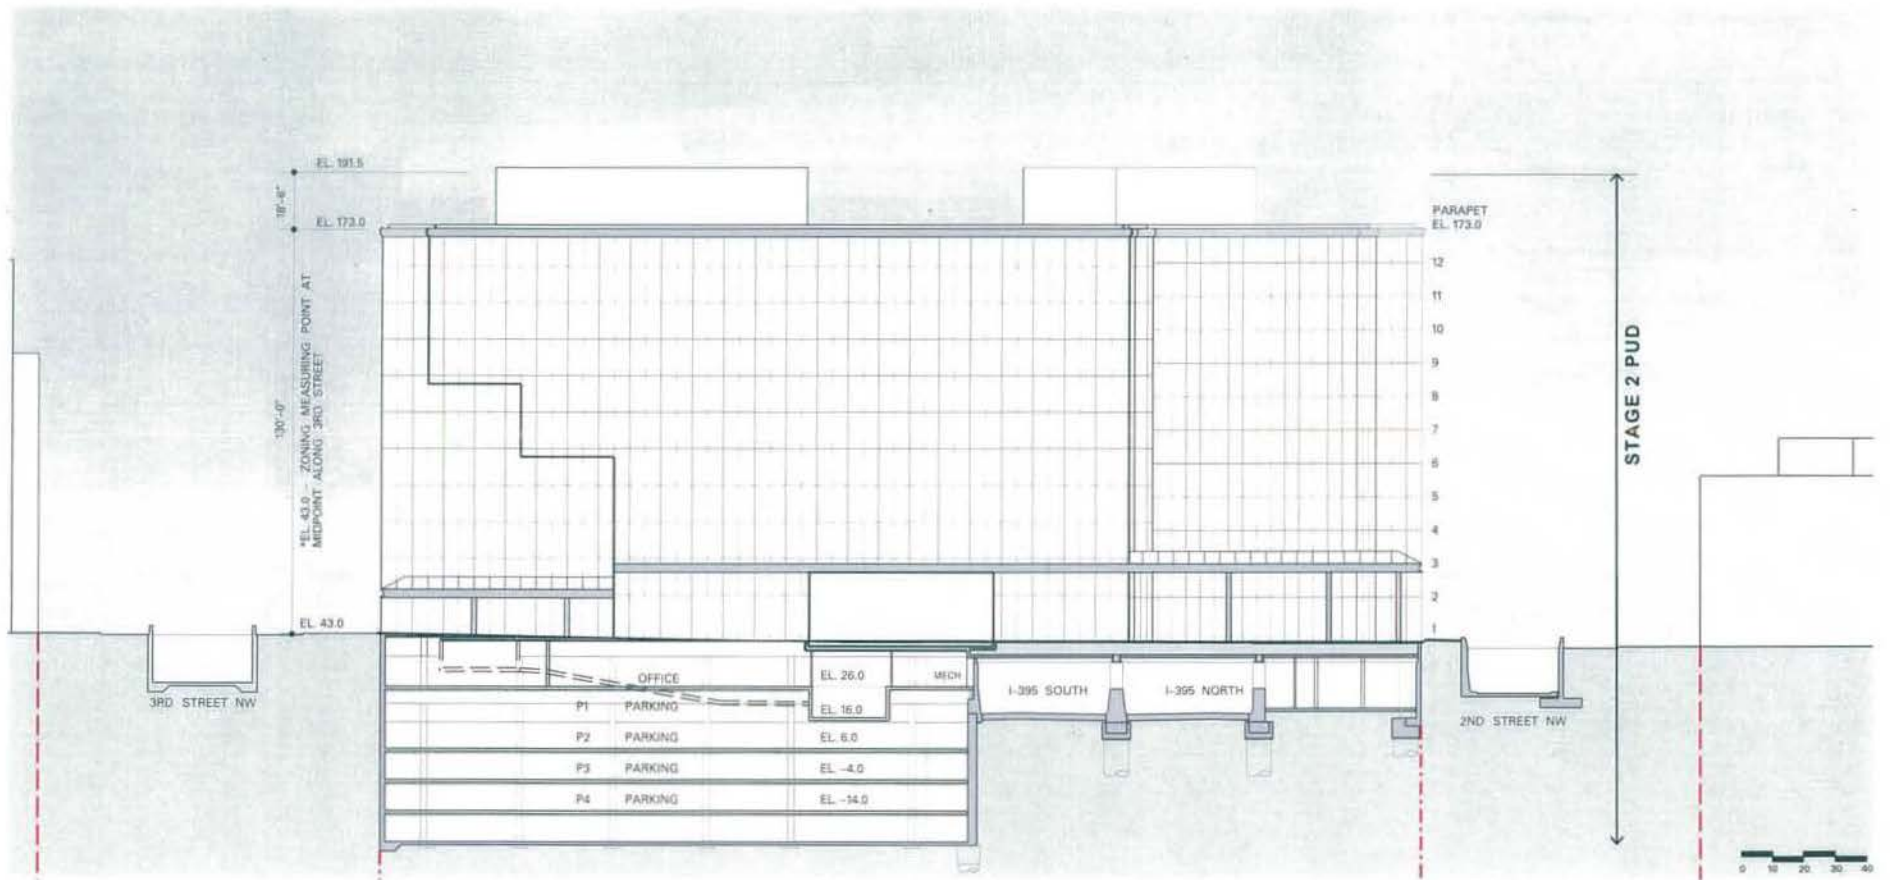 EL. 191.5
18'-6"
EL. 173.0
PARAPET
EL. 173.0
12
11
10
9
8
7
6
5
4
3
2
1
130'-0"
*EL. 43.0 - ZONING MEASURING POINT AT
MIDPOINT ALONG 3RD STREET
EL. 43.0
STAGE 2 PUD
3RD STREET NW
OFFICE
EL. 26.0
MECH
I-395 SOUTH
I-395 NORTH
2ND STREET NW
P1 PARKING EL. 16.0
P2 PARKING EL. 6.0
P3 PARKING EL. -4.0
P4 PARKING EL. -14.0
0 10 20 30 40